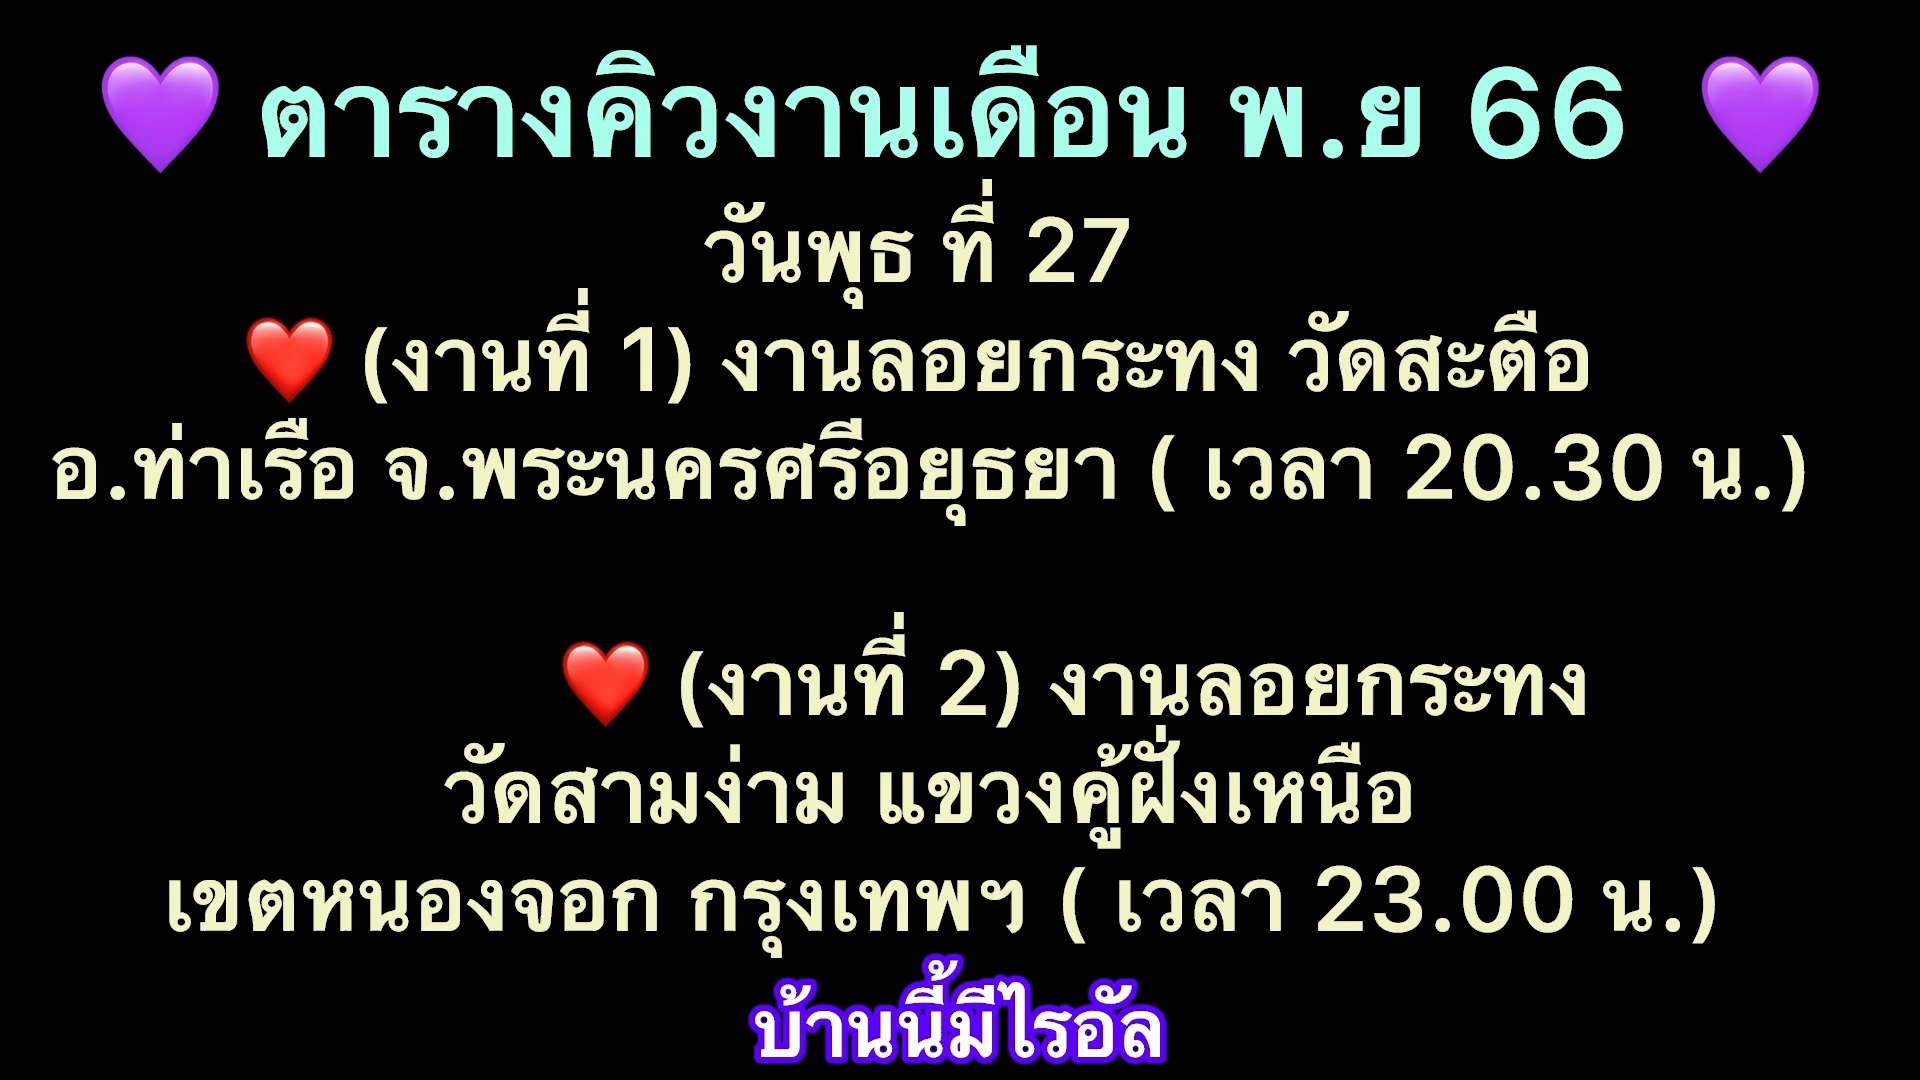 💜 ตารางคิวงานเดือน พ.ย 66 💜
วันพุธ ที่ 27
❤️ (งานที่ 1) งานลอยกระทง วัดสะตือ
อ.ท่าเรือ จ.พระนครศรีอยุธยา ( เวลา 20.30 น.)
❤️ (งานที่ 2) งานลอยกระทง
วัดสามง่าม แขวงคู้ฝั่งเหนือ
เขตหนองจอก กรุงเทพฯ ( เวลา 23.00 น.)
บ้านนี้มีไรอัล